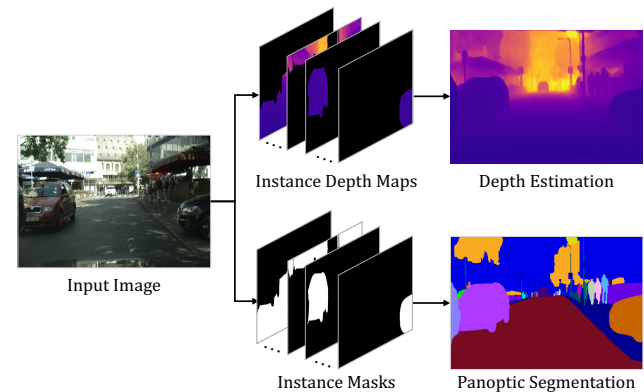 Instance Depth Maps
Depth Estimation
Input Image
Instance Masks
Panoptic Segmentation